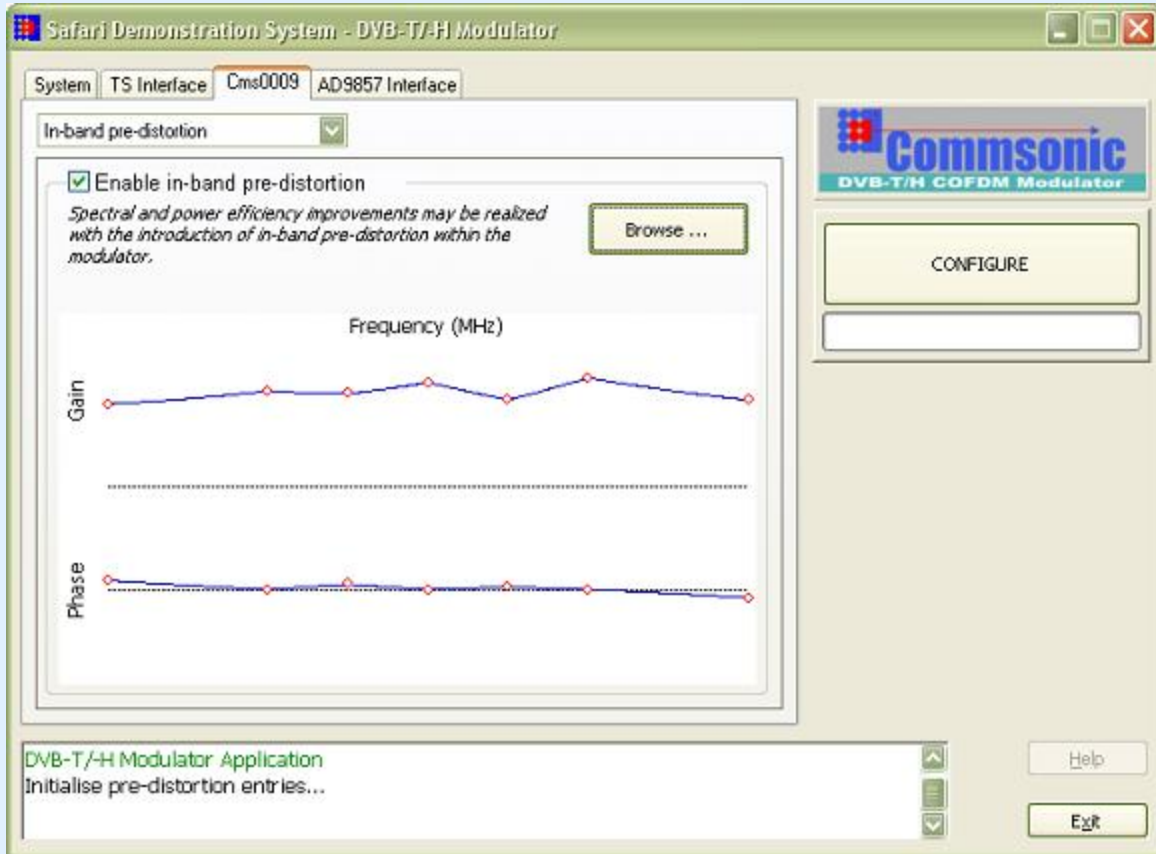 Safari Demonstration System - DVB-T/-H Modulator
System
TS Interface
Cms0009
AD9857 Interface
In-band pre-distortion
Enable in-band pre-distortion
Spectral and power efficiency improvements may be realized
with the introduction of in-band pre-distortion within the
modulator.
Browse ...
Frequency (MHz)
Gain
Phase
Commsonic
DVB-T/H COFDM Modulator
CONFIGURE
DVB-T/-H Modulator Application
Initialise pre-distortion entries...
Help
Exit